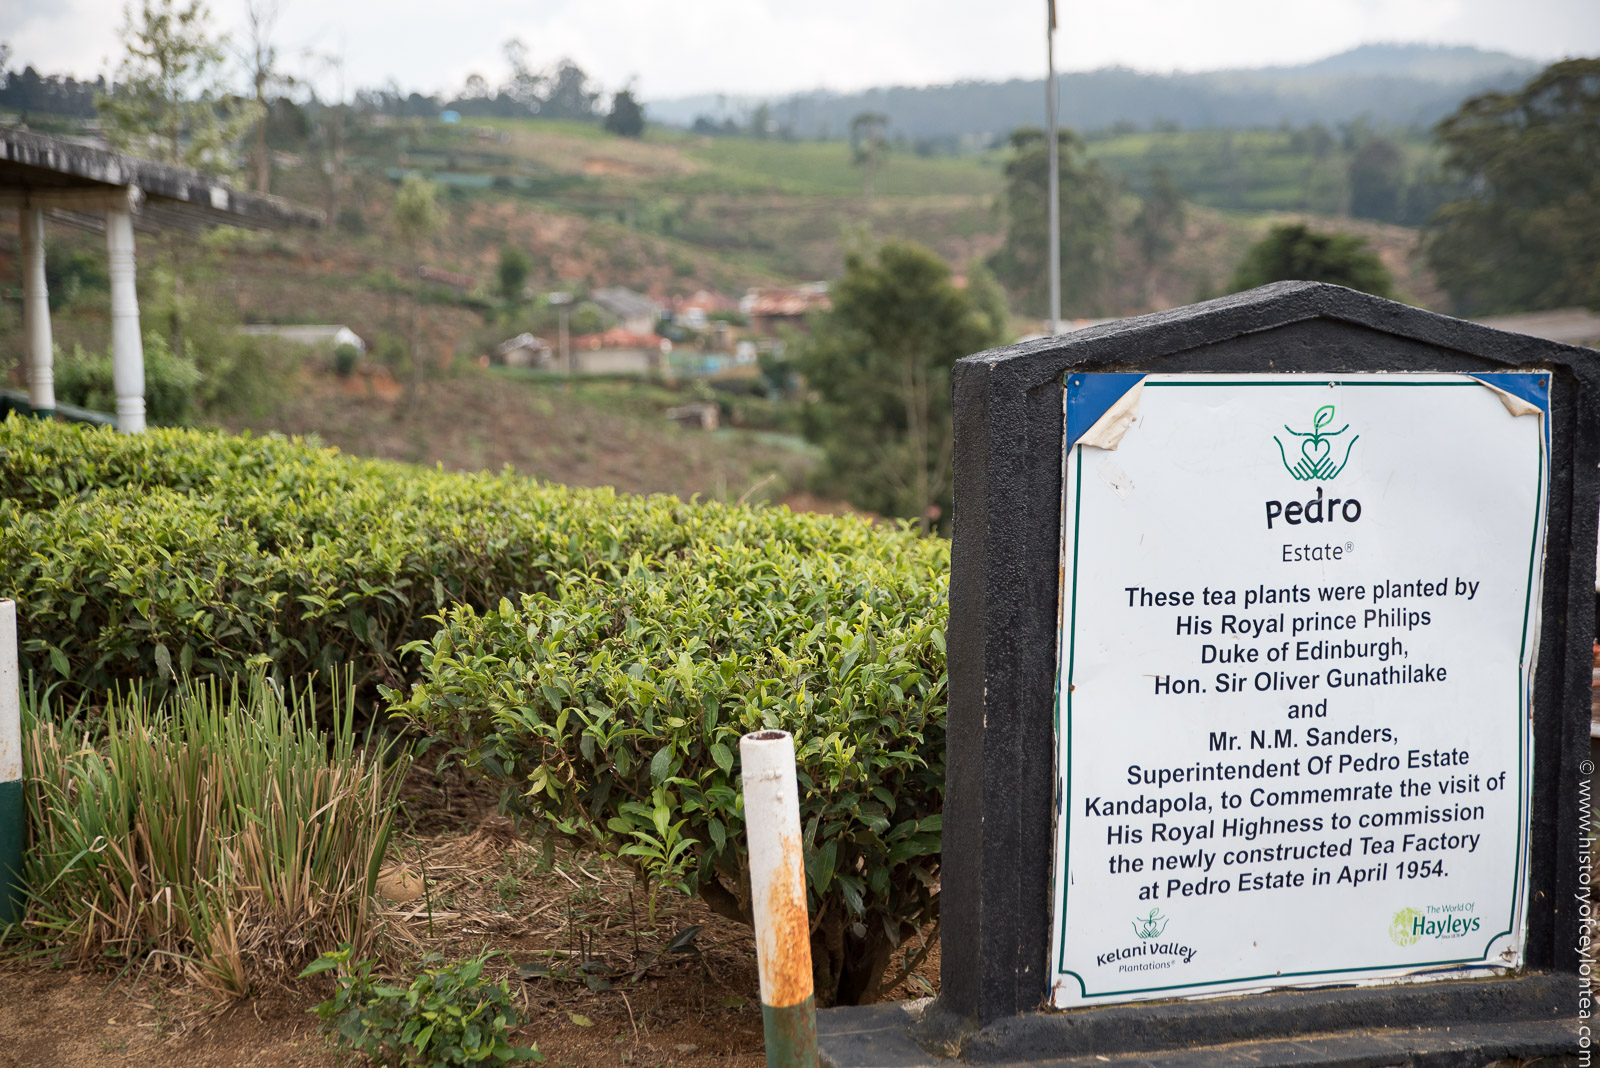 Pedro
Estate®
These tea plants were planted by
His Royal prince Philips
Duke of Edinburgh,
Hon. Sir Oliver Gunathilake
and
Mr. N.M. Sanders,
Superintendent Of Pedro Estate
Kandapola, to Commemrate the visit of
His Royal Highness to commission
the newly constructed Tea Factory
at Pedro Estate in April 1954.
Kelani Valley
Plantations®
The World Of
Hayleys
© www.historyofceylontea.com